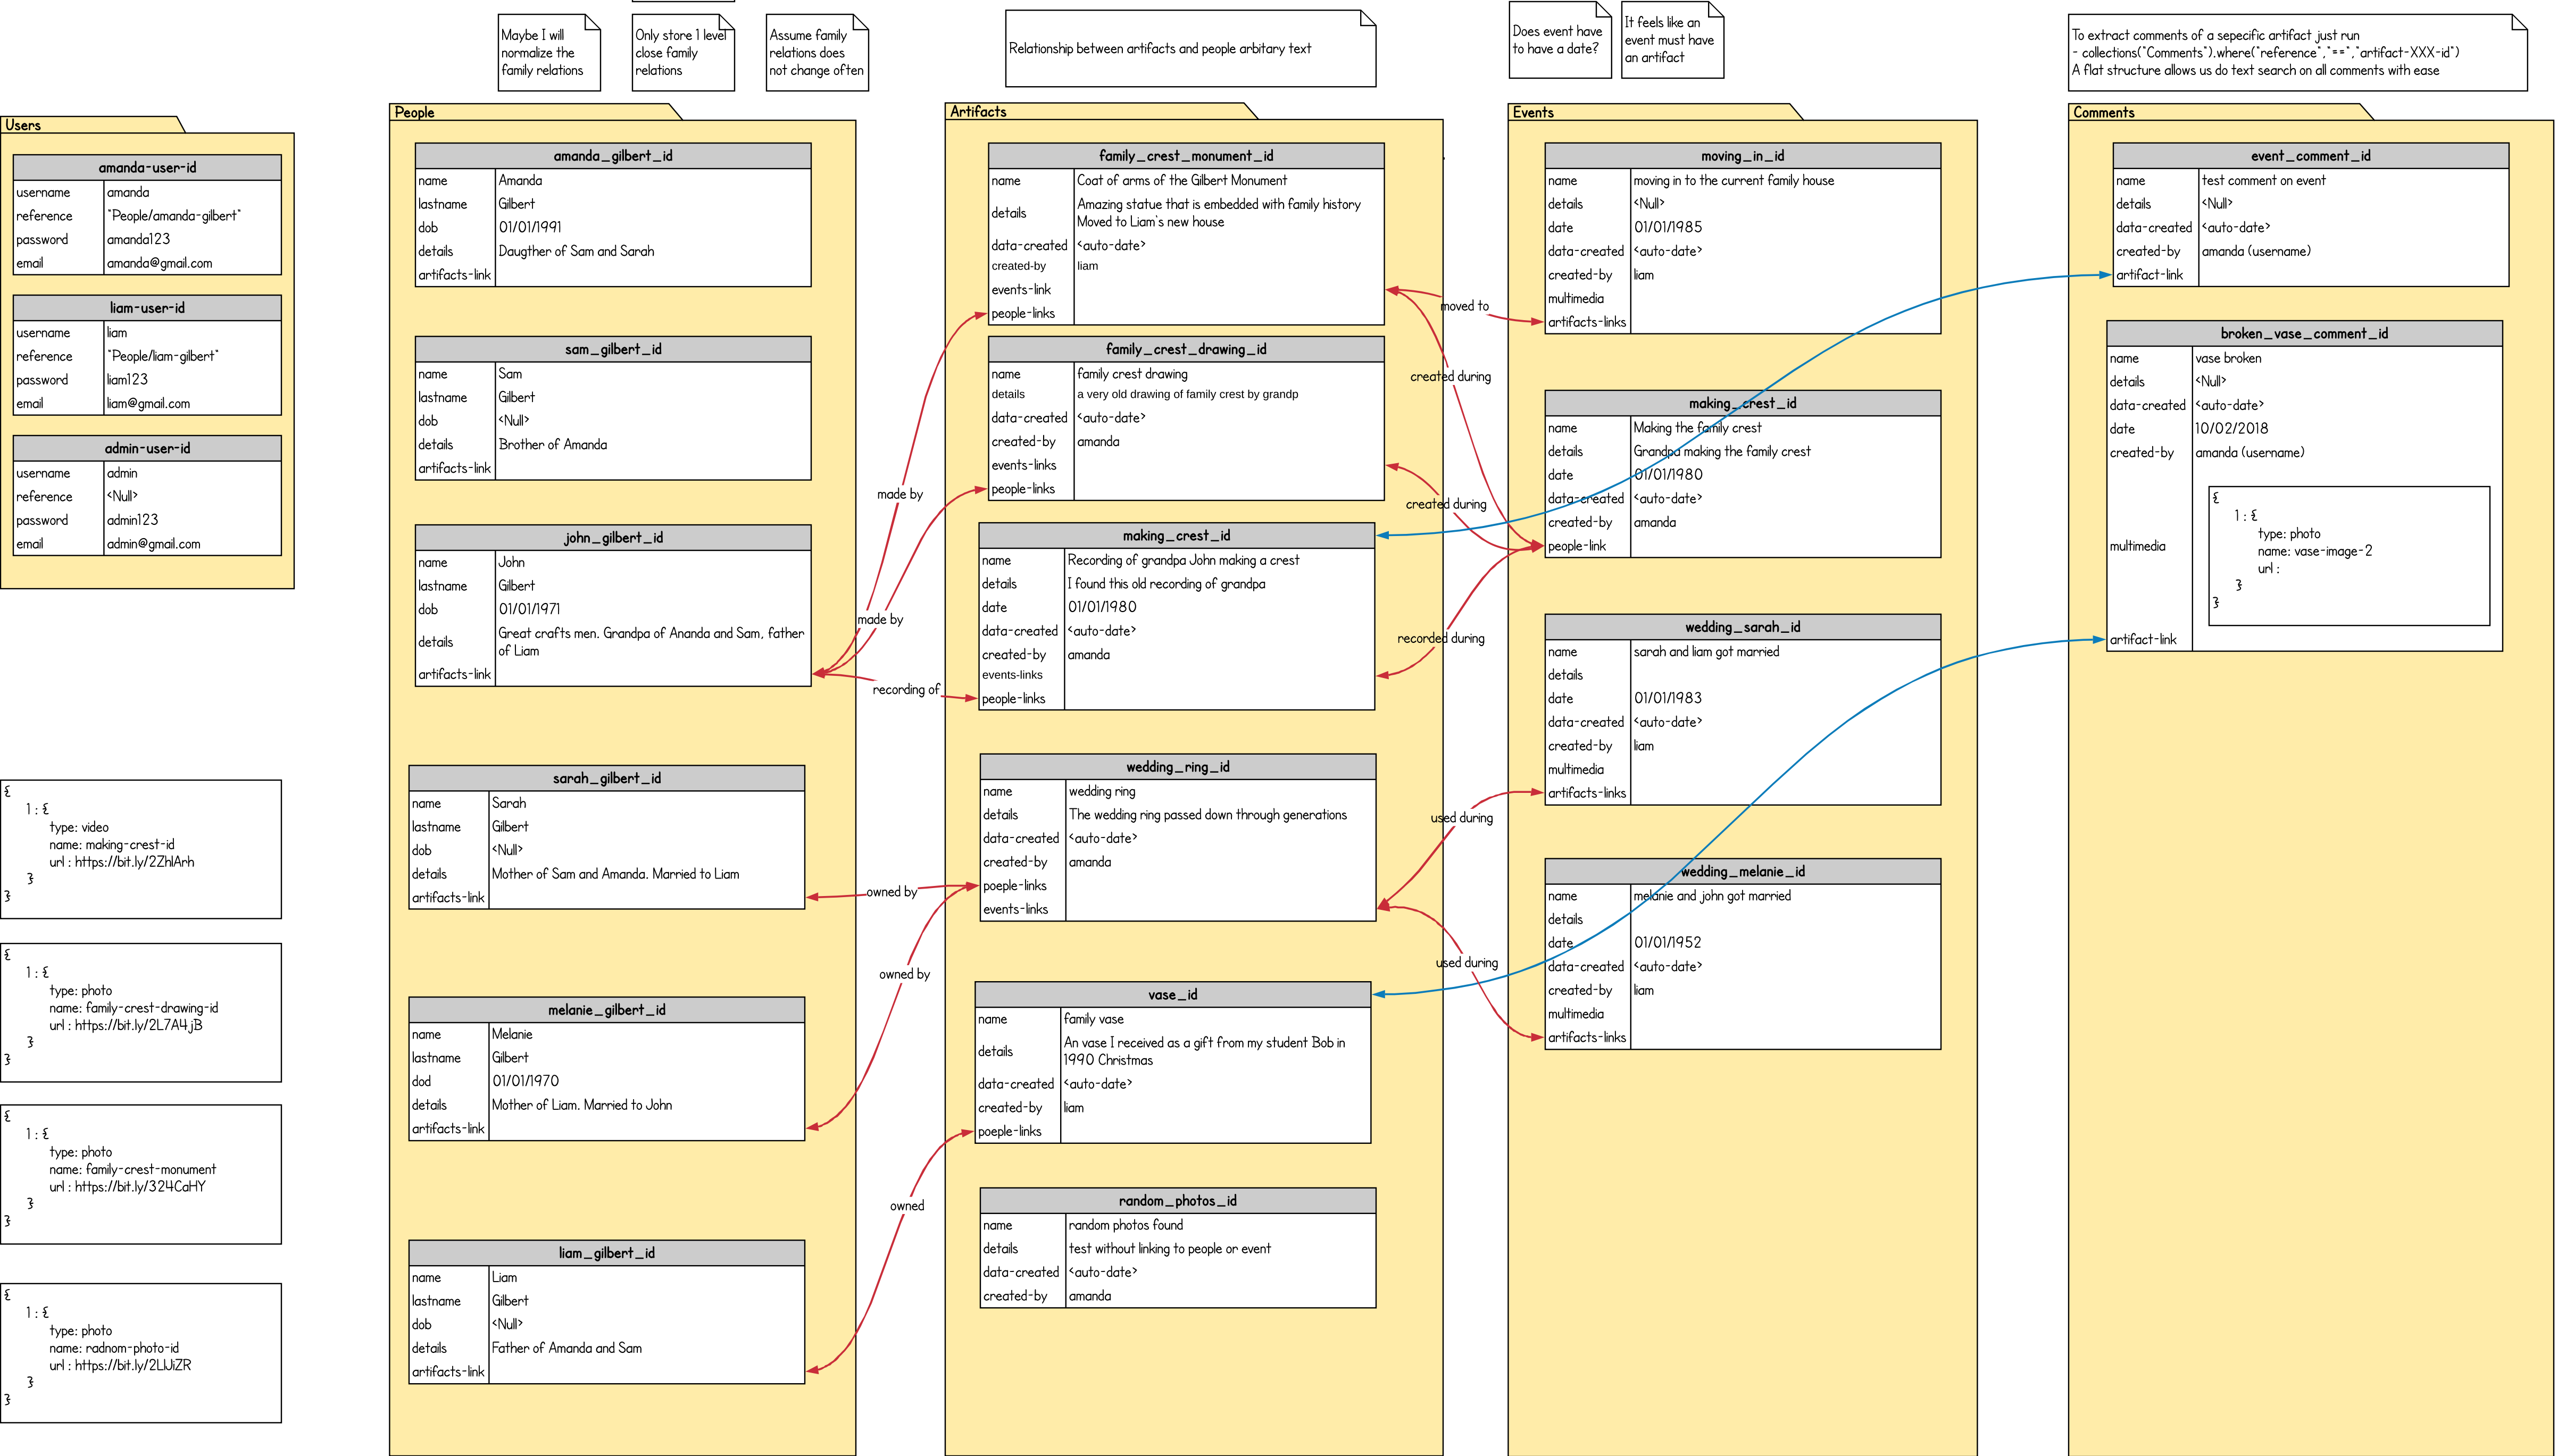 Maybe I will
normalize the
family relations
Only store 1 level
close family
relations
Assume family
relations does
not change often
Relationship between artifacts and people arbitary text
Does event have
to have a date?
It feels like an
event must have
an artifact
To extract comments of a sepecific artifact just run
- collections("Comments").where("reference","==","artifact-XXX-id")
A flat structure allows us do text search on all comments with ease
Users
amanda-user-id
username amanda
reference "People/amanda-gilbert"
password amanda123
email amanda@gmail.com
liam-user-id
username liam
reference "People/liam-gilbert"
password liam123
email liam@gmail.com
admin-user-id
username admin
reference <Null>
password admin123
email admin@gmail.com
{
1 : {
type: video
name: making-crest-id
url : https://bit.ly/2ZhlArh
}
}
{
1 : {
type: photo
name: family-crest-drawing-id
url : https://bit.ly/2L7A4jB
}
}
{
1 : {
type: photo
name: family-crest-monument
url : https://bit.ly/324CaHY
}
}
{
1 : {
type: photo
name: radnom-photo-id
url : https://bit.ly/2LIJiZR
}
}
People
amanda_gilbert_id
name Amanda
lastname Gilbert
dob 01/01/1991
details Daugther of Sam and Sarah
artifacts-link
sam_gilbert_id
name Sam
lastname Gilbert
dob <Null>
details Brother of Amanda
artifacts-link
john_gilbert_id
name John
lastname Gilbert
dob 01/01/1971
details Great crafts men. Grandpa of Ananda and Sam, father
of Liam
artifacts-link
sarah_gilbert_id
name Sarah
lastname Gilbert
dob <Null>
details Mother of Sam and Amanda. Married to Liam
artifacts-link
melanie_gilbert_id
name Melanie
lastname Gilbert
dod 01/01/1970
details Mother of Liam. Married to John
artifacts-link
liam_gilbert_id
name Liam
lastname Gilbert
dob <Null>
details Father of Amanda and Sam
artifacts-link
made by
made by
recording of
owned by
owned by
owned
Artifacts
family_crest_monument_id
name Coat of arms of the Gilbert Monument
details Amazing statue that is embedded with family history
Moved to Liam's new house
data-created <auto-date>
created-by liam
events-link
people-links
family_crest_drawing_id
name family crest drawing
details a very old drawing of family crest by grandp
data-created <auto-date>
created-by amanda
events-links
people-links
making_crest_id
name Recording of grandpa John making a crest
details I found this old recording of grandpa
date 01/01/1980
data-created <auto-date>
created-by amanda
events-links
people-links
wedding_ring_id
name wedding ring
details The wedding ring passed down through generations
data-created <auto-date>
created-by amanda
poeple-links
events-links
vase_id
name family vase
details An vase I received as a gift from my student Bob in
1990 Christmas
data-created <auto-date>
created-by liam
poeple-links
random_photos_id
name random photos found
details test without linking to people or event
data-created <auto-date>
created-by amanda
moved to
created during
created during
recorded during
used during
used during
Events
moving_in_id
name moving in to the current family house
details <Null>
date 01/01/1985
data-created <auto-date>
created-by liam
multimedia
artifacts-links
making_crest_id
name Making the family crest
details Grandpa making the family crest
date 01/01/1980
data-created <auto-date>
created-by amanda
people-link
wedding_sarah_id
name sarah and liam got married
details
date 01/01/1983
data-created <auto-date>
created-by liam
multimedia
artifacts-links
wedding_melanie_id
name melanie and john got married
details
date 01/01/1952
data-created <auto-date>
created-by liam
multimedia
artifacts-links
Comments
event_comment_id
name test comment on event
details <Null>
data-created <auto-date>
created-by amanda (username)
artifact-link
broken_vase_comment_id
name vase broken
details <Null>
data-created <auto-date>
date 10/02/2018
created-by amanda (username)
multimedia
{
1 : {
type: photo
name: vase-image-2
url :
}
}
artifact-link